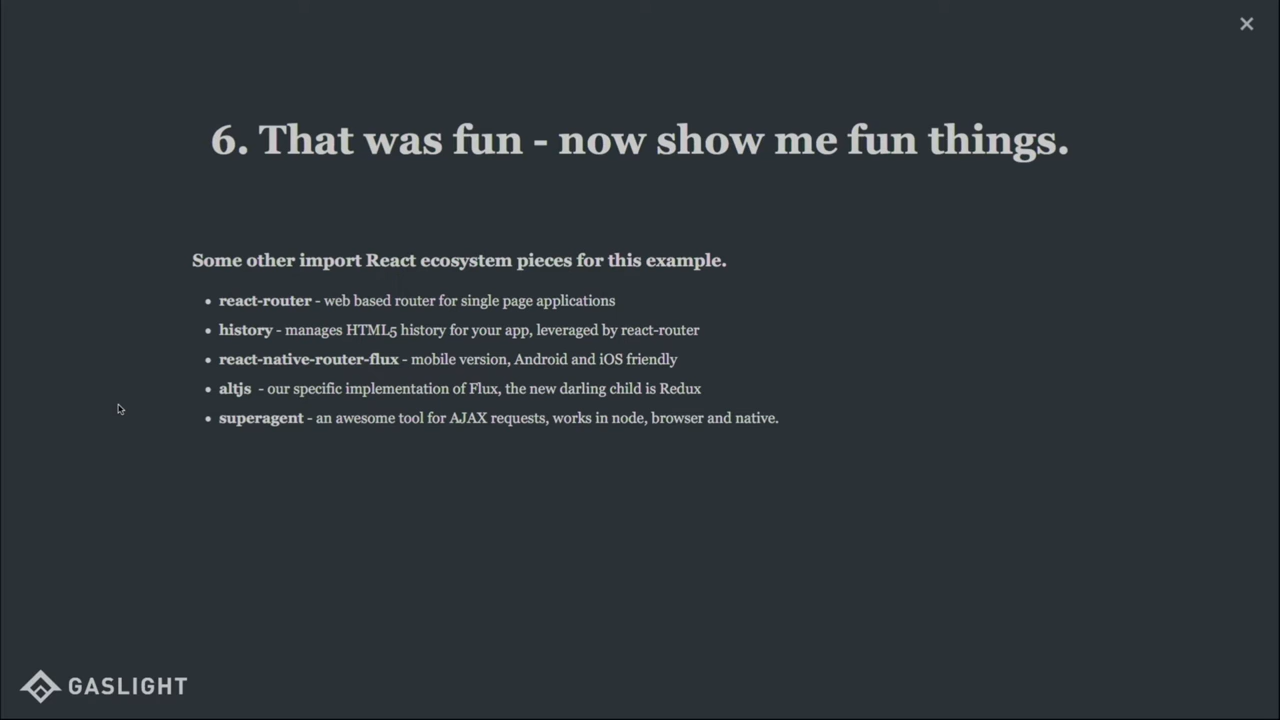 6. That was fun - now show me fun things.
Some other import React ecosystem pieces for this example.
• react-router - web based router for single page applications
• history - manages HTML5 history for your app, leveraged by react-router
• react-native-router-flux - mobile version, Android and iOS friendly
• altjs - our specific implementation of Flux, the new darling child is Redux
• superagent - an awesome tool for AJAX requests, works in node, browser and native.
GASLIGHT